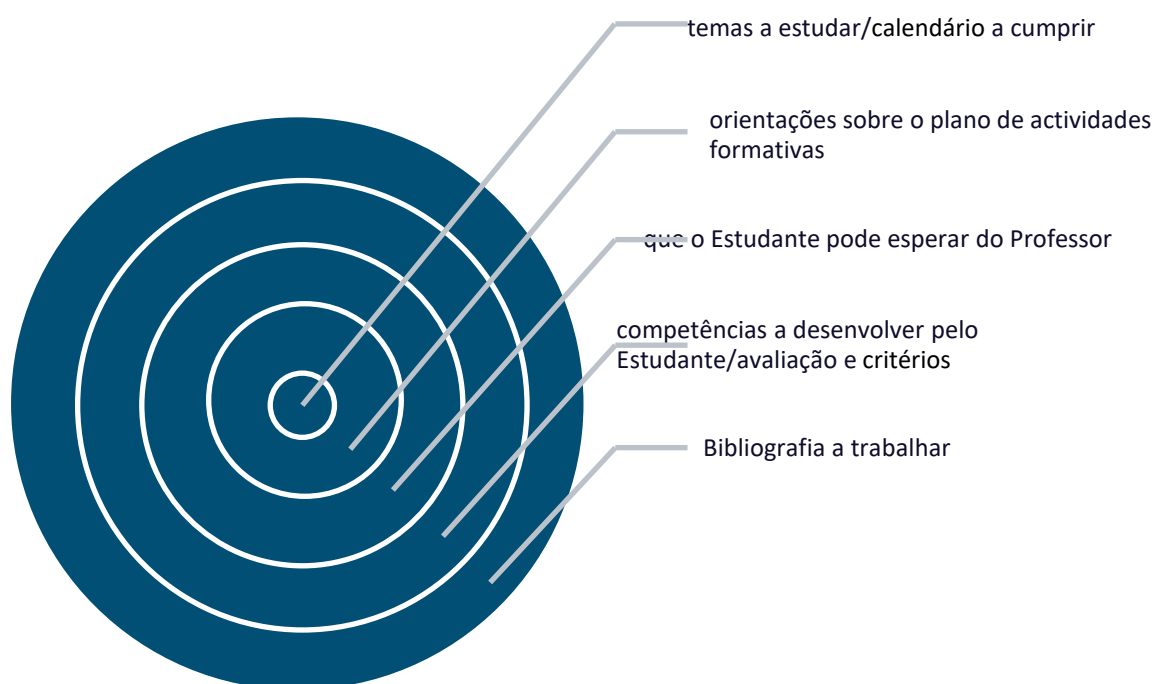 temas a estudar/calendário a cumprir
orientações sobre o plano de actividades
formativas
que o Estudante pode esperar do Professor
competências a desenvolver pelo
Estudante/avaliação e critérios
Bibliografia a trabalhar